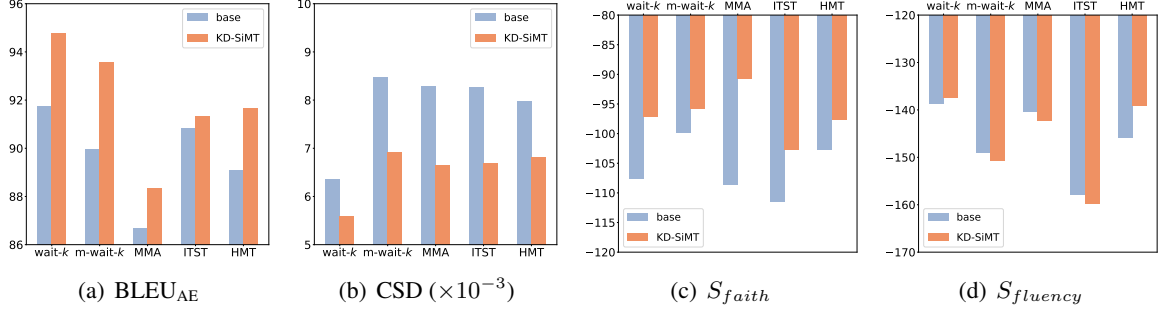 96
94
92
90
88
86
base
KD-SiMT
wait-k m-wait-k MMA ITST HMT
(a) BLEU_AE
10
9
8
7
6
5
base
KD-SiMT
wait-k m-wait-k MMA ITST HMT
(b) CSD (×10⁻³)
wait-k m-wait-k MMA ITST HMT
−80
−85
−90
−95
−100
−105
−110
−115
−120
base
KD-SiMT
(c) S_faith
wait-k m-wait-k MMA ITST HMT
−120
−130
−140
−150
−160
−170
base
KD-SiMT
(d) S_fluency